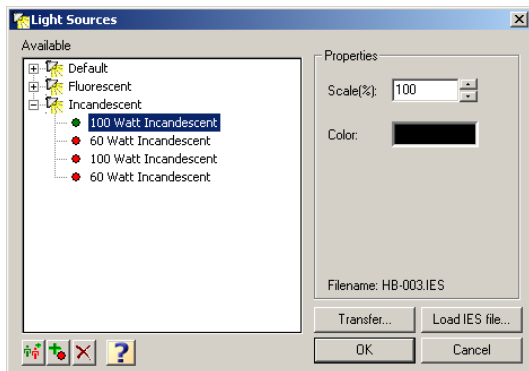 Light Sources
Available
Default
Fluorescent
Incandescent
100 Watt Incandescent
60 Watt Incandescent
100 Watt Incandescent
60 Watt Incandescent
Properties
Scale(%): 100
Color:
Filename: HB-003.IES
Transfer... Load IES file...
OK Cancel